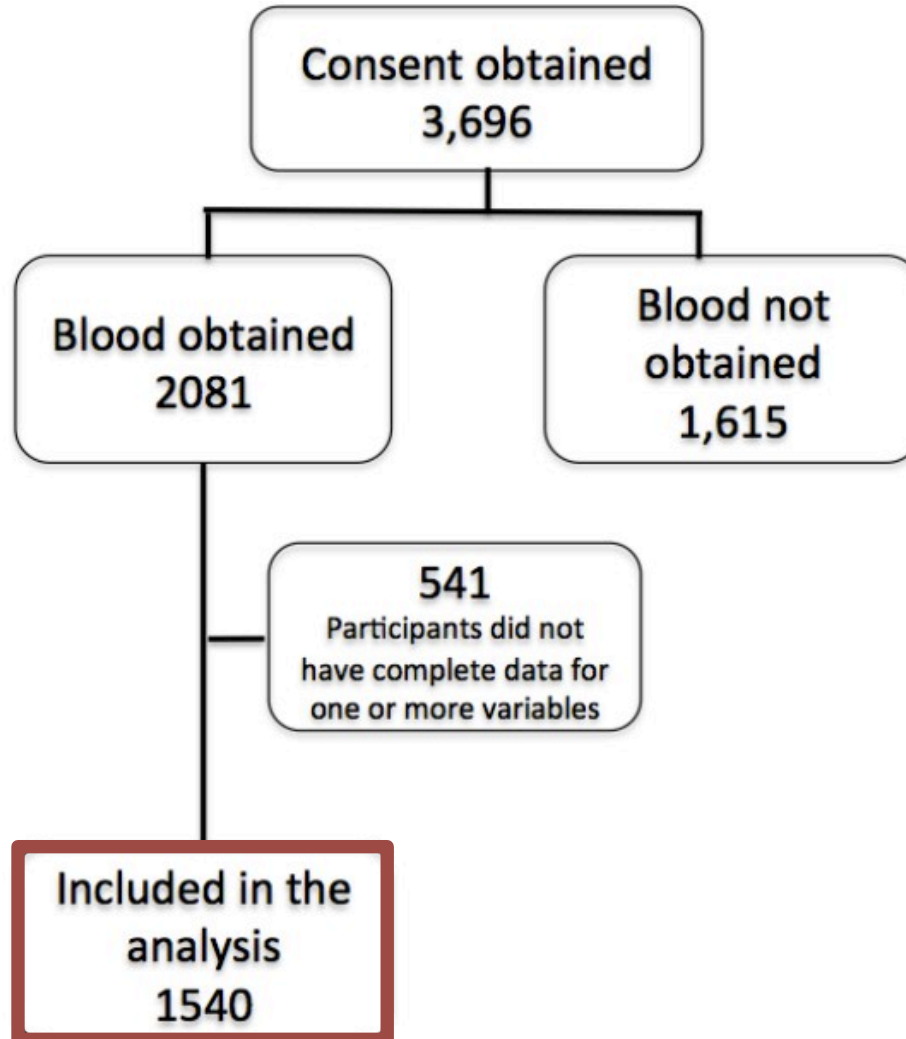 Consent obtained
3,696
Blood obtained
2081
Blood not
obtained
1,615
541
Participants did not
have complete data for
one or more variables
Included in the
analysis
1540